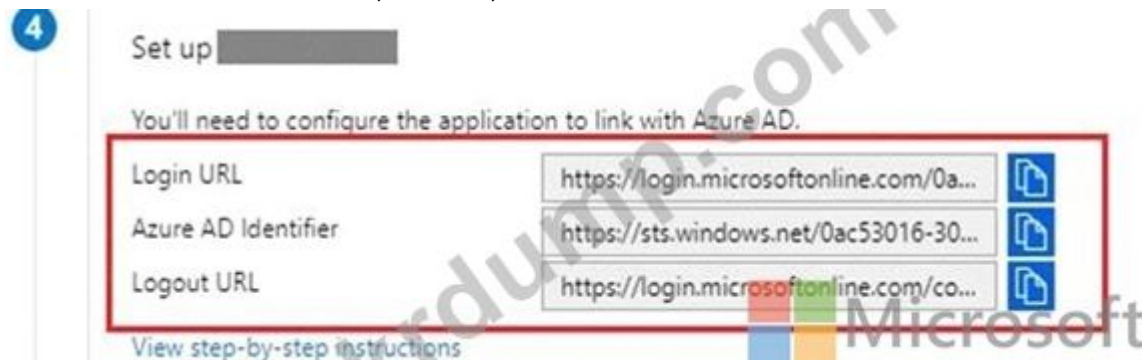 4
Set up
You'll need to configure the application to link with Azure AD.
Login URL https://login.microsoftonline.com/0a...
Azure AD Identifier https://sts.windows.net/0ac53016-30...
Logout URL https://login.microsoftonline.com/co...
View step-by-step instructions
Microsoft